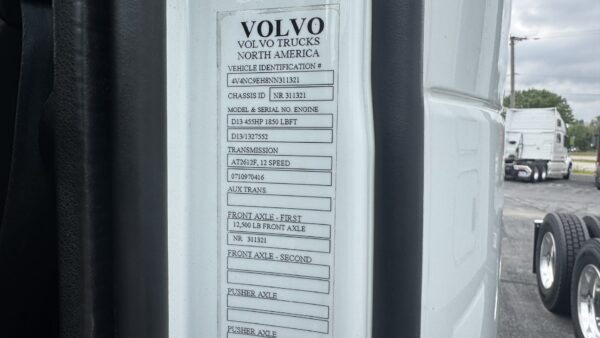 VOLVO
VOLVO TRUCKS
NORTH AMERICA
VEHICLE IDENTIFICATION #
4V4NC9EH8NN311321
CHASSIS ID NR 311321
MODEL & SERIAL NO. ENGINE
D13 455HP 1850 LBFT
D13/1327552
TRANSMISSION
AT2612F, 12 SPEED
0710970416
AUX TRANS.
FRONT AXLE - FIRST
12,500 LB FRONT AXLE
NR 311321
FRONT AXLE - SECOND
PUSHER AXLE
PUSHER AXLE